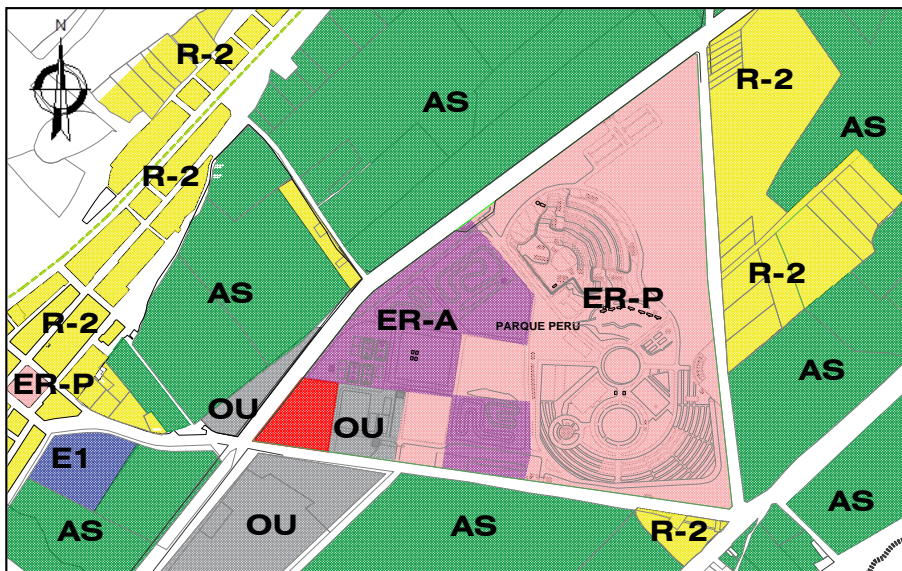 N
R-2
AS
R-2
AS
R-2
AS
R-2
ER-P
R-2
ER-A
PARQUE PERU
ER-P
AS
OU
OU
E1
AS
OU
AS
R-2
AS